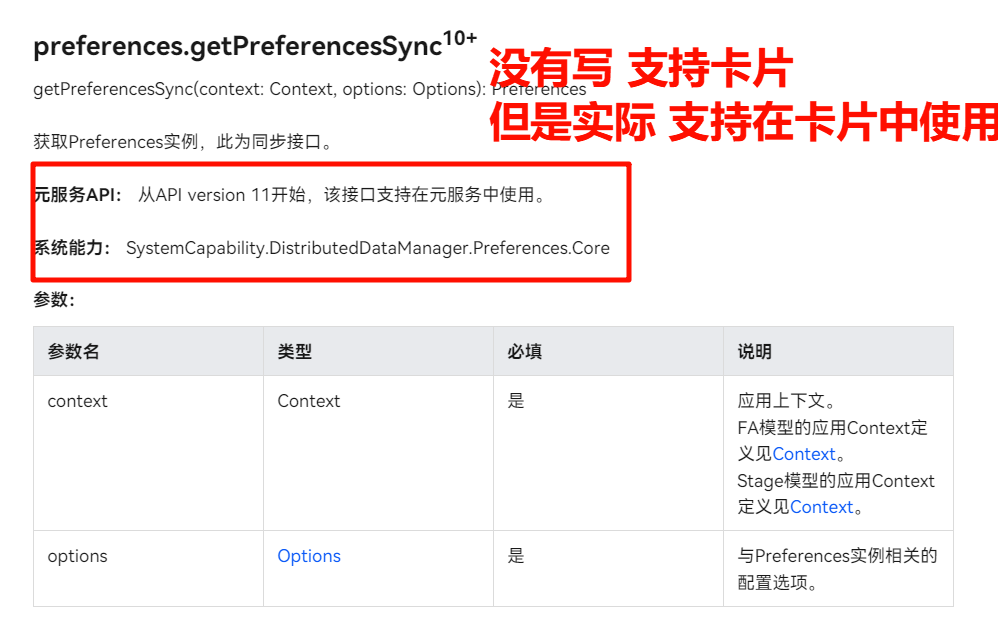 preferences.getPreferencesSync10+
没有写 支持卡片
getPreferencesSync(context: Context, options: Options): Preferences
但是实际 支持在卡片中使用
获取Preferences实例，此为同步接口。
元服务API： 从API version 11开始，该接口支持在元服务中使用。
系统能力： SystemCapability.DistributedDataManager.Preferences.Core
参数：
参数名 类型 必填 说明
context Context 是 应用上下文。
FA模型的应用Context定
义见Context。
Stage模型的应用Context
定义见Context。
options Options 是 与Preferences实例相关的
配置选项。